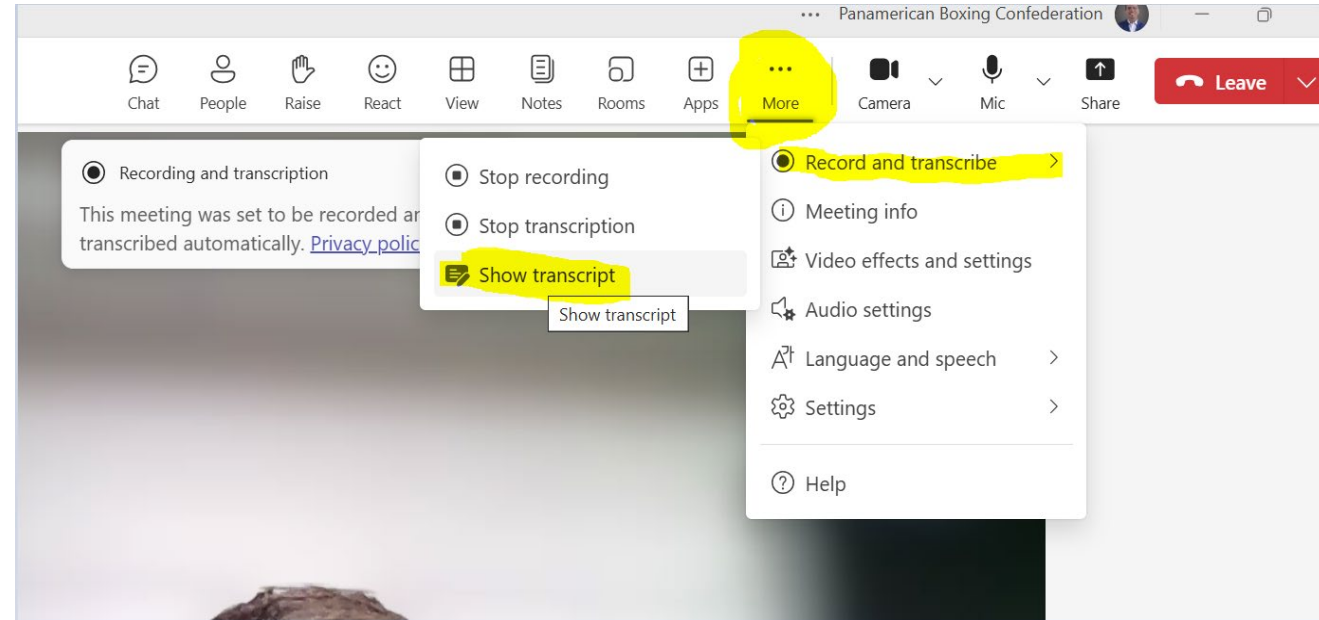 Panamerican Boxing Confederation
Chat People Raise React View Notes Rooms Apps More Camera Mic Share Leave
Recording and transcription
This meeting was set to be recorded
transcribed automatically. Privacy
Stop recording
Stop transcription
Show transcript
Show transcript
Record and transcribe
Meeting info
Video effects and settings
Audio settings
Language and speech
Settings
Help